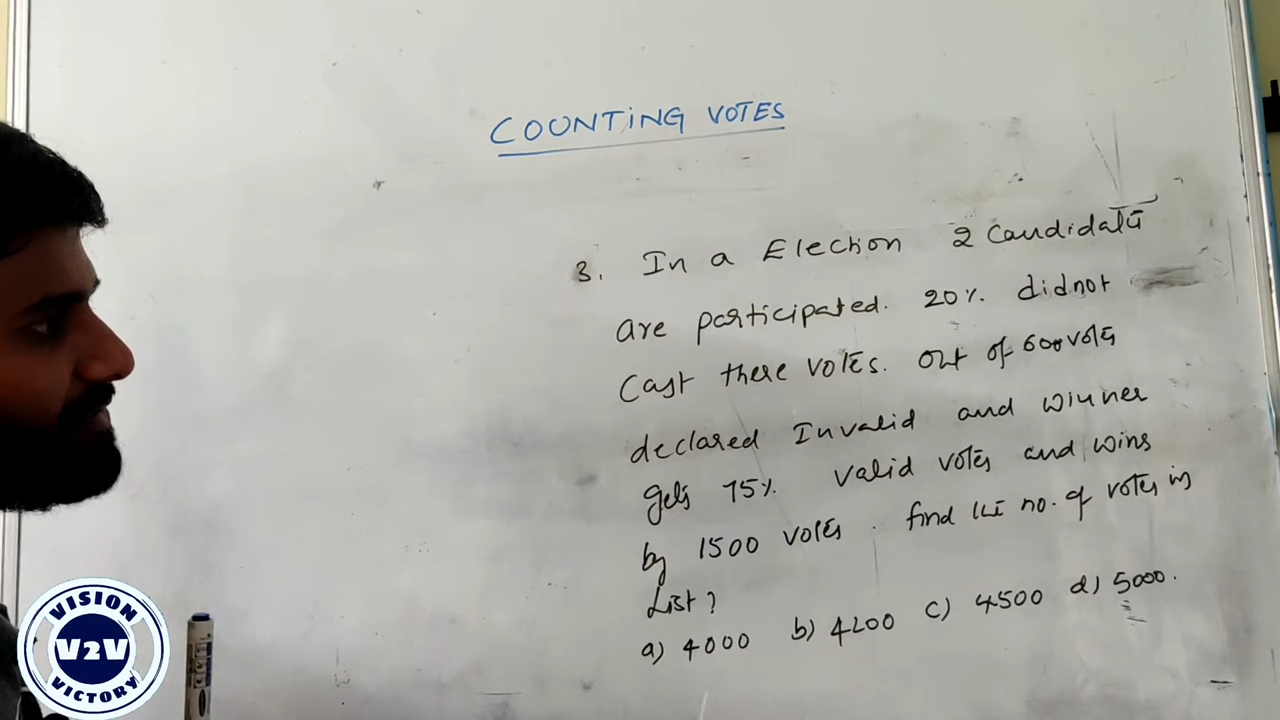 COUNTING VOTES
3. In a Election 2 Candidate
are participated. 20%. didnot
Cast there votes. Out of 600 votes
declared Invalid and winner
gets 75%. valid votes and wins
by 1500 votes. find the no. of votes in
List?
a) 4000 b) 4200 c) 4500 d) 5000.
VISION
V2V
VICTORY